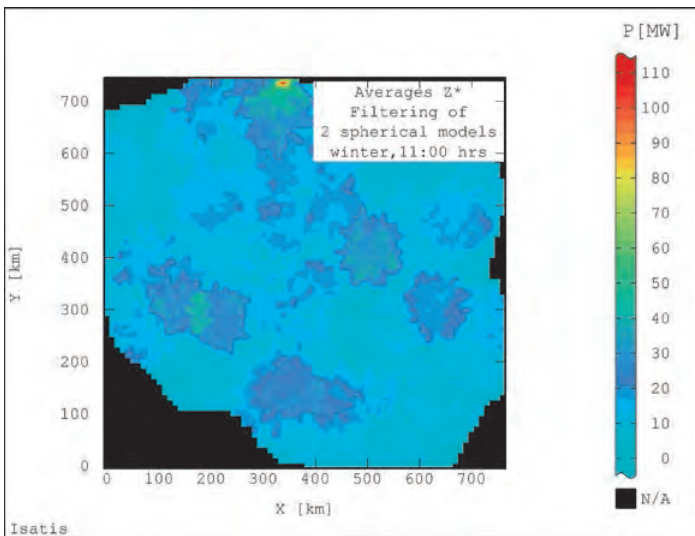 P[MW]
Averages Z*
Filtering of
2 spherical models
winter,11:00 hrs
700
600
500
400
300
200
100
0
Y [km]
0 100 200 300 400 500 600 700
X [km]
110
100
90
80
70
60
50
40
30
20
10
0
N/A
Isatis